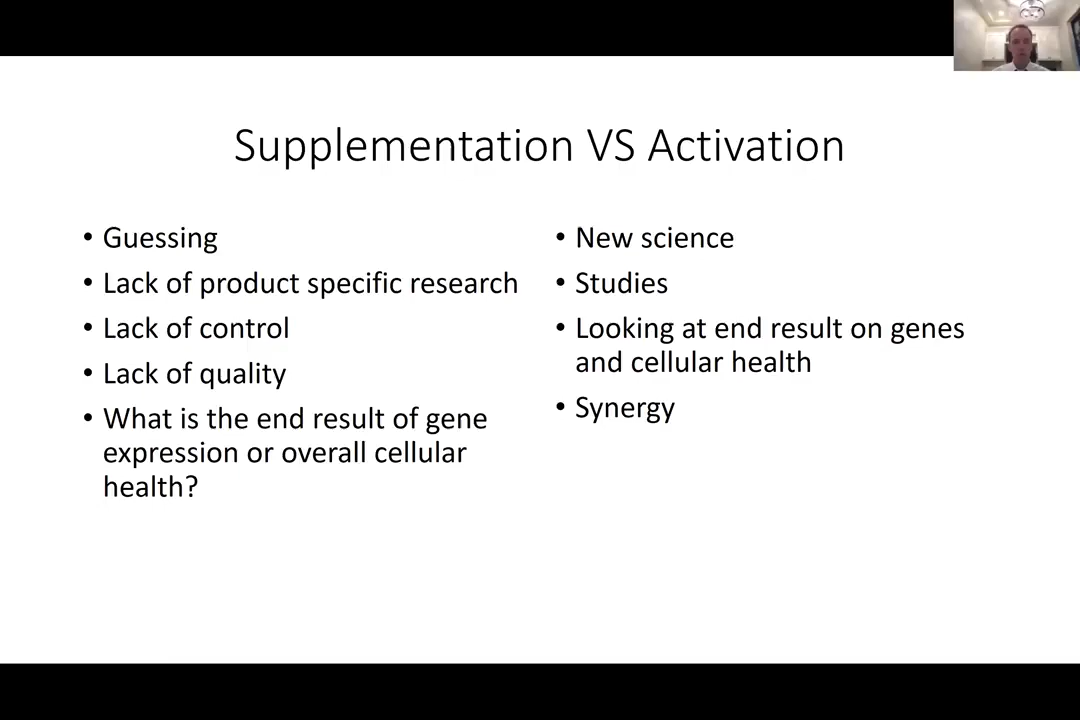 Supplementation VS Activation
• Guessing
• Lack of product specific research
• Lack of control
• Lack of quality
• What is the end result of gene
expression or overall cellular
health?
• New science
• Studies
• Looking at end result on genes
and cellular health
• Synergy